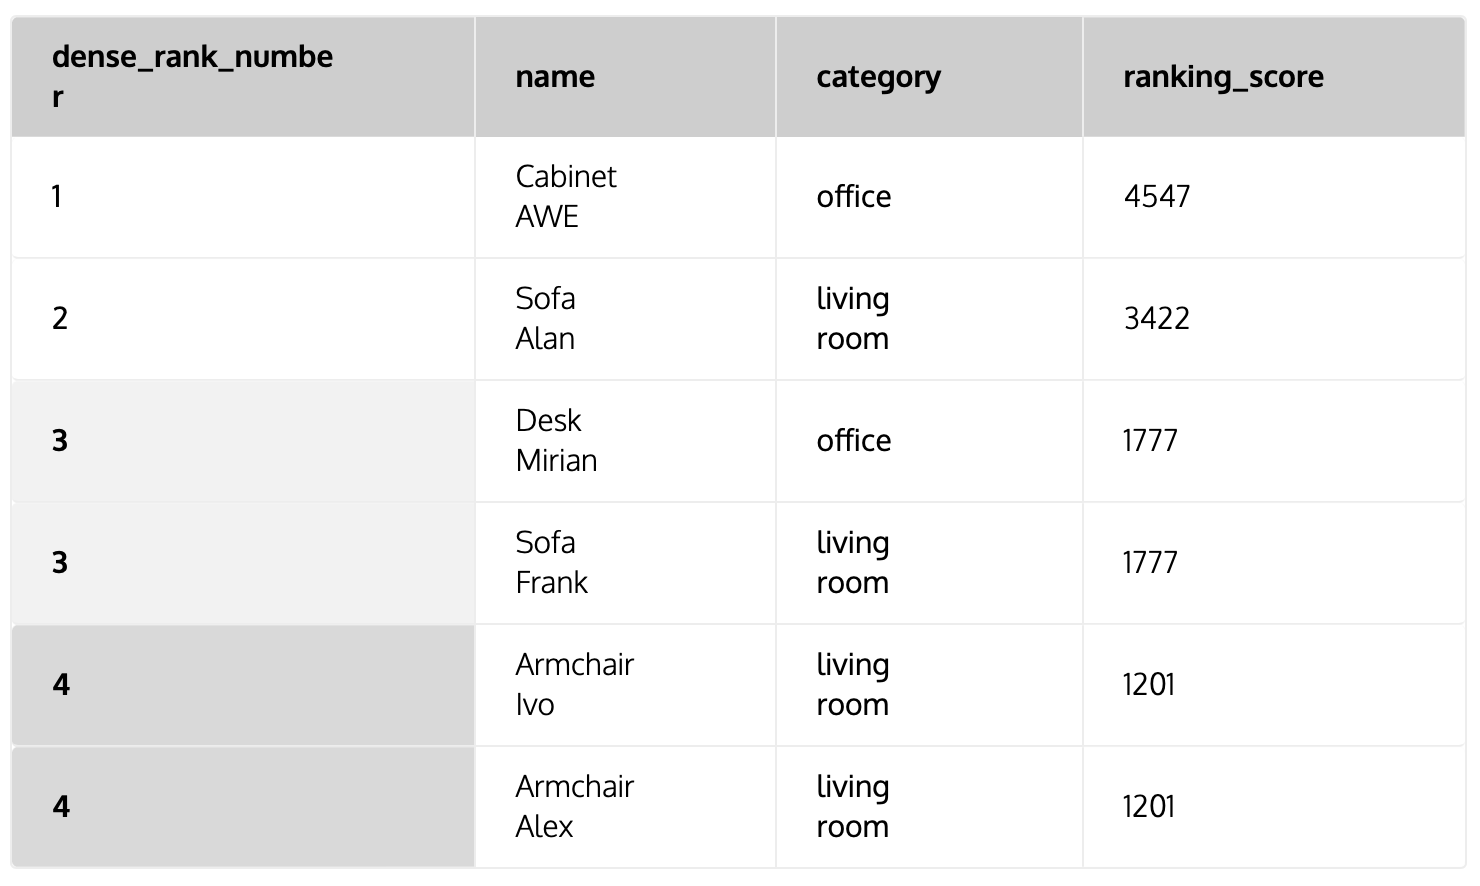 dense_rank_numbe
r
name
category
ranking_score
1
Cabinet
AWE
office
4547
2
Sofa
Alan
living
room
3422
3
Desk
Mirian
office
1777
3
Sofa
Frank
living
room
1777
4
Armchair
Ivo
living
room
1201
4
Armchair
Alex
living
room
1201